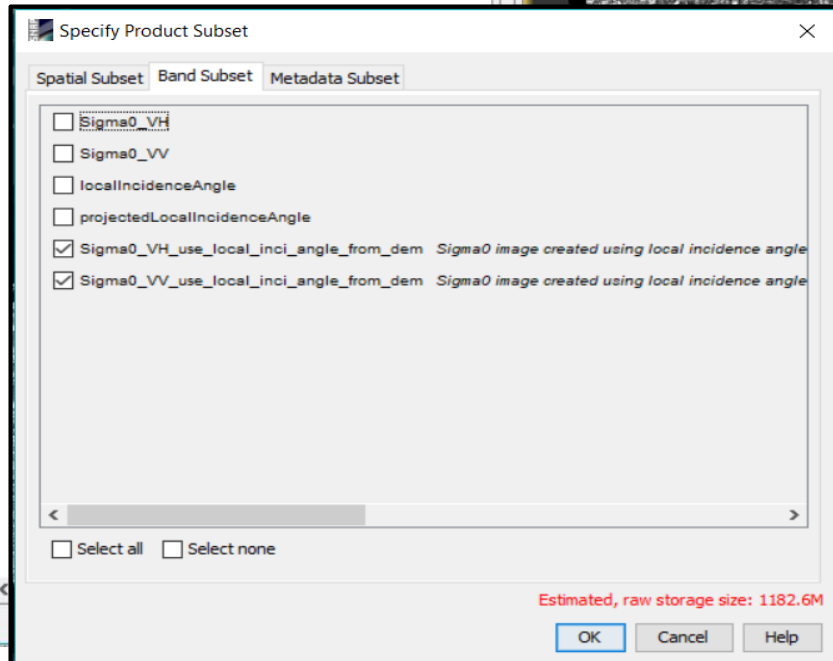 Specify Product Subset
Spatial Subset Band Subset Metadata Subset
Sigma0_VH
Sigma0_VV
localIncidenceAngle
projectedLocalIncidenceAngle
Sigma0_VH_use_local_inci_angle_from_dem Sigma0 image created using local incidence angle
Sigma0_VV_use_local_inci_angle_from_dem Sigma0 image created using local incidence angle
Select all Select none
Estimated, raw storage size: 1182.6M
OK Cancel Help